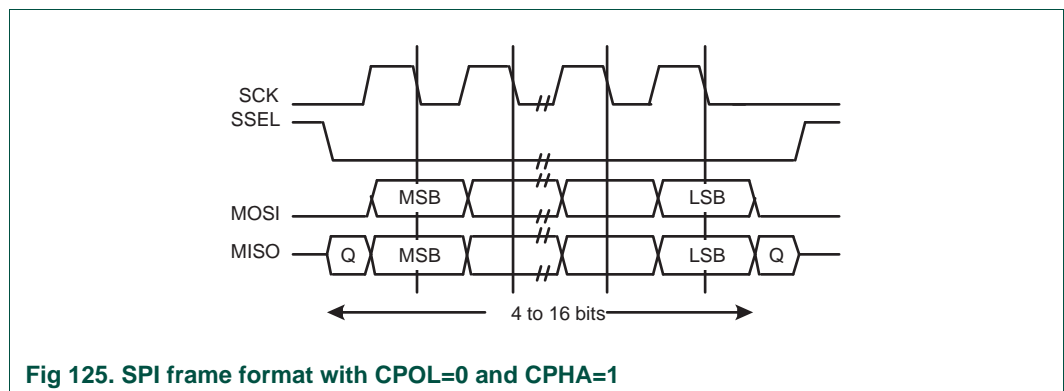 SCK
SSEL
MOSI
MSB
LSB
MISO
Q
MSB
LSB
Q
4 to 16 bits
Fig 125. SPI frame format with CPOL=0 and CPHA=1